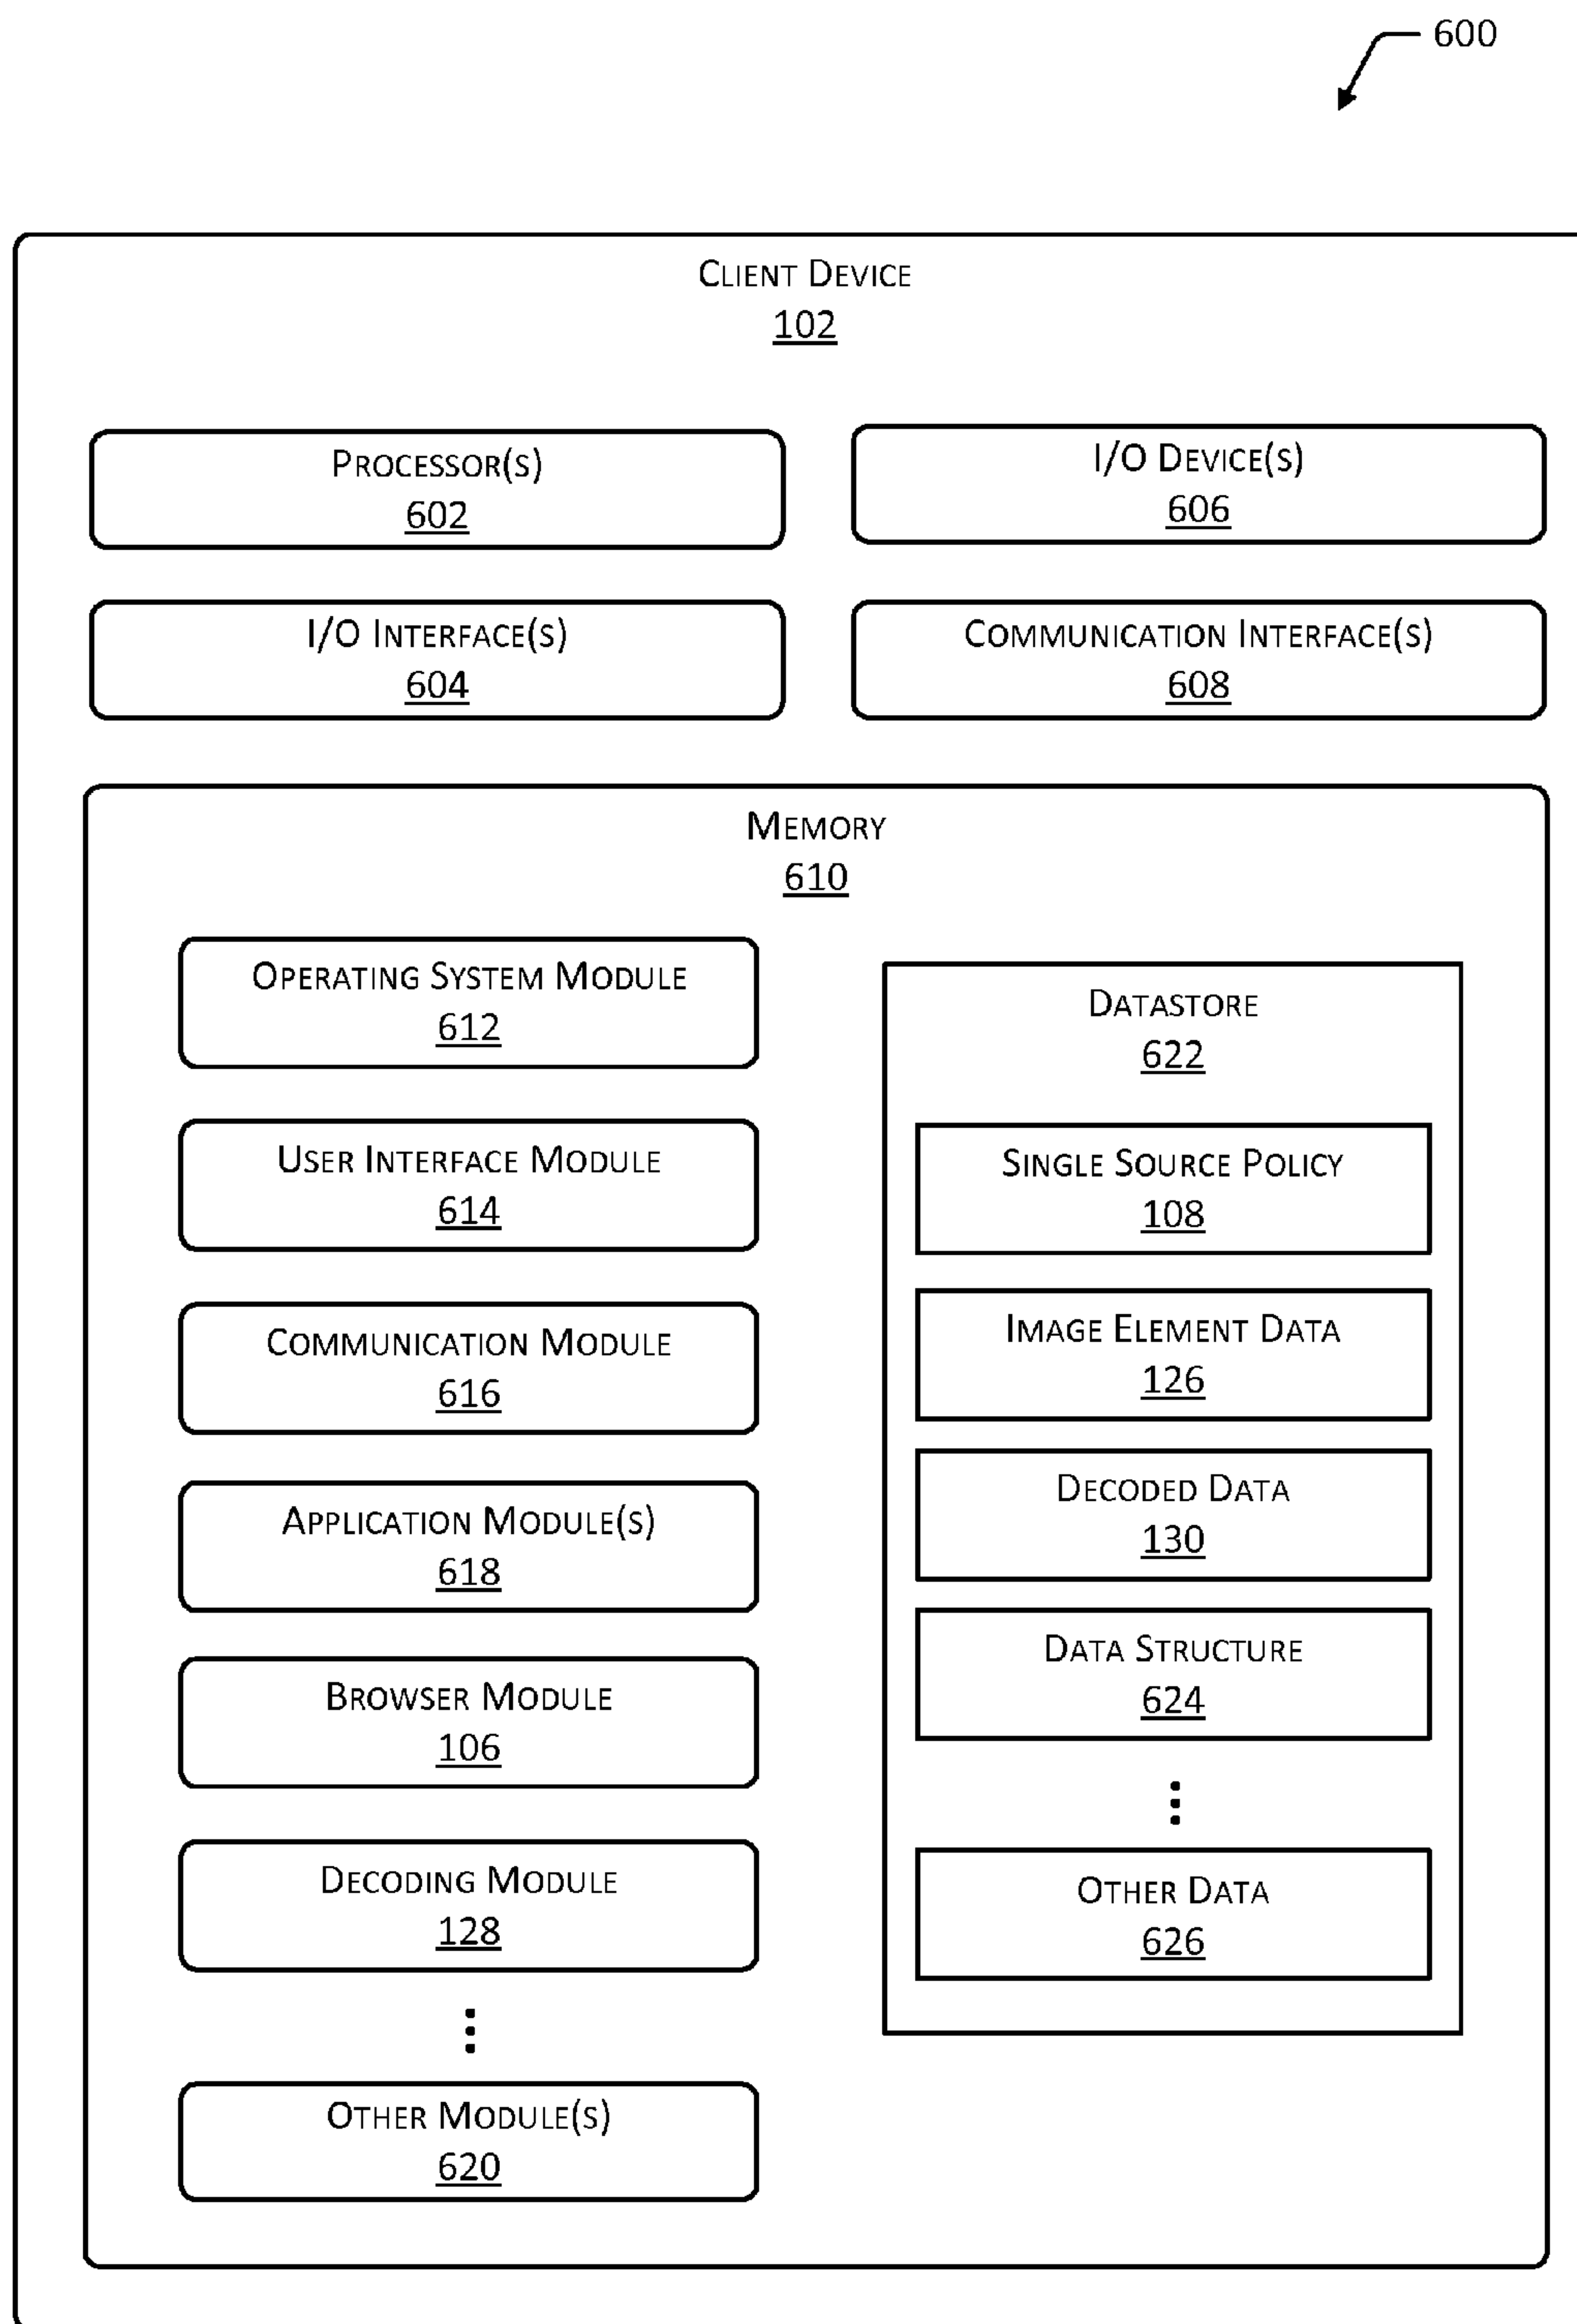 600
CLIENT DEVICE
102
PROCESSOR(S)
602
I/O DEVICE(S)
606
I/O INTERFACE(S)
604
COMMUNICATION INTERFACE(S)
608
MEMORY
610
OPERATING SYSTEM MODULE
612
USER INTERFACE MODULE
614
COMMUNICATION MODULE
616
APPLICATION MODULE(S)
618
BROWSER MODULE
106
DECODING MODULE
128
OTHER MODULE(S)
620
DATASTORE
622
SINGLE SOURCE POLICY
108
IMAGE ELEMENT DATA
126
DECODED DATA
130
DATA STRUCTURE
624
OTHER DATA
626